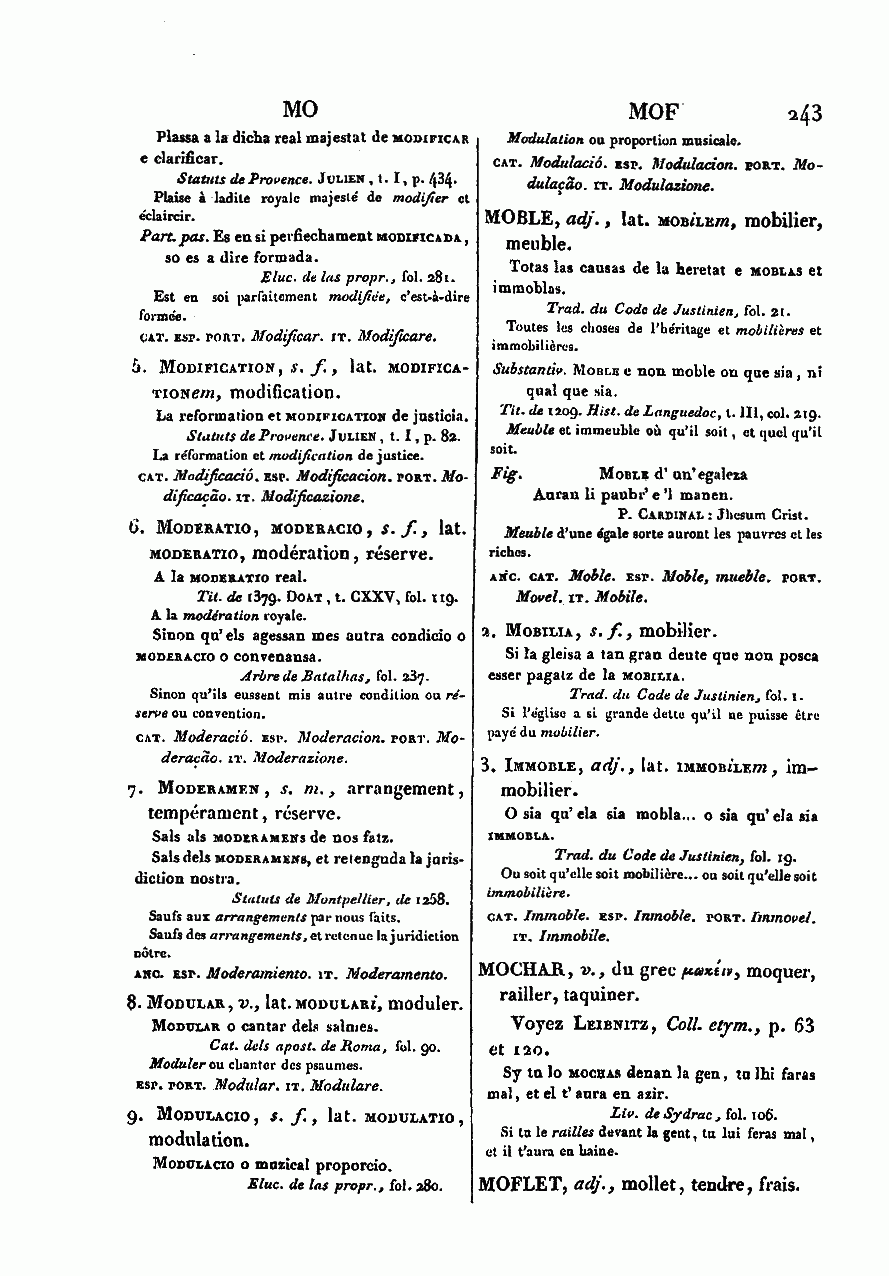 MO
MOF
243
Plassa a la dicha real majestat de MODIFICAR
e clarificar.
Statuts de Provence. JULIEN, t. I, p. 434.
Plaise à ladite royale majesté de modifier et
éclaircir.
Part. pas. Es en si perfiechament MODIFICADA,
so es a dire formada.
Eluc. de las propr., fol. 281.
Est en soi parfaitement modifiée, c'est-à-dire
formée.
CAT. ESP. PORT. Modificar. IT. Modificare.
5. MODIFICATION, s. f., lat. MODIFICA-
TIONem, modification.
La reformation et MODIFICATION de justicia.
Statuts de Provence. JULIEN, t. I, p. 82.
La réformation et modification de justice.
CAT. Modificació. ESP. Modificacion. PORT. Mo-
dificação. IT. Modificazione.
6. MODERATIO, MODERACIO, s. f., lat.
MODERATIO, modération, réserve.
A la MODERATIO real.
Tit. de 1379. DOAT, t. CXXV, fol. 119.
A la modération royale.
Sinon qu'els agessan mes autra condicio o
MODERACIO o convenansa.
Arbre de Batalhas, fol. 237.
Sinon qu'ils eussent mis autre condition ou ré-
serve ou convention.
CAT. Moderació. ESP. Moderacion. PORT. Mo-
deração. IT. Moderazione.
7. MODERAMEN, s. m., arrangement,
tempérament, réserve.
Sals als MODERAMENS de nos fatz.
Sals dels MODERAMENS, et retenguda la juris-
diction nostra.
Statuts de Montpellier, de 1258.
Saufs aux arrangements par nous faits.
Saufs des arrangements, et retenue la juridiction
nôtre.
ANC. ESP. Moderamiento. IT. Moderamento.
8. MODULAR, v., lat. MODULARi, moduler.
MODULAR o cantar dels salmes.
Cat. dels apost. de Roma, fol. 90.
Moduler ou chanter des psaumes.
ESP. PORT. Modular. IT. Modulare.
9. MODULACIO, s. f., lat. MODULATIO,
modulation.
MODULACIO o muzical proporcio.
Eluc. de las propr., fol. 280.
Modulation ou proportion musicale.
CAT. Modulació. ESP. Modulacion. PORT. Mo-
dulação. IT. Modulazione.
MOBLE, adj., lat. MOBiLEm, mobilier,
meuble.
Totas las causas de la heretat e MOBLAS et
immoblas.
Trad. du Code de Justinien, fol. 21.
Toutes les choses de l'héritage et mobilières et
immobilières.
Substantiv. MOBLE e non moble on que sia, ni
qual que sia.
Tit. de 1209. Hist. de Languedoc, t. III, col. 219.
Meuble et immeuble où qu'il soit, et quel qu'il
soit.
Fig. MOBLE d'un'egaleza
Auran li paubr' e 'l manen.
P. CARDINAL : Jhesum Crist.
Meuble d'une égale sorte auront les pauvres et les
riches.
ANC. CAT. Moble. ESP. Moble, mueble. PORT.
Movel. IT. Mobile.
2. MOBILIA, s. f., mobilier.
Si la gleisa a tan gran deute que non posca
esser pagatz de la MOBILIA.
Trad. du Code de Justinien, fol. 1.
Si l'église a si grande dette qu'il ne puisse être
payé du mobilier.
3. IMMOBLE, adj., lat. IMMOBiLEm, im-
mobilier.
O sia qu'ela sia mobla... o sia qu'ela sia
IMMOBLA.
Trad. du Code de Justinien, fol. 19.
Ou soit qu'elle soit mobilière... ou soit qu'elle soit
immobilière.
CAT. Immoble. ESP. Inmoble. PORT. Immovel.
IT. Immobile.
MOCHAR, v., du grec μωκίιν, moquer,
railler, taquiner.
Voyez LEIBNITZ, Coll. etym., p. 63
et 120.
Sy tu lo MOCHAS denan la gen, tu lhi faras
mal, et el t'aura en azir.
Liv. de Sydrac, fol. 106.
Si tu le railles devant la gent, tu lui feras mal,
et il t'aura en haine.
MOFLET, adj., mollet, tendre, frais.